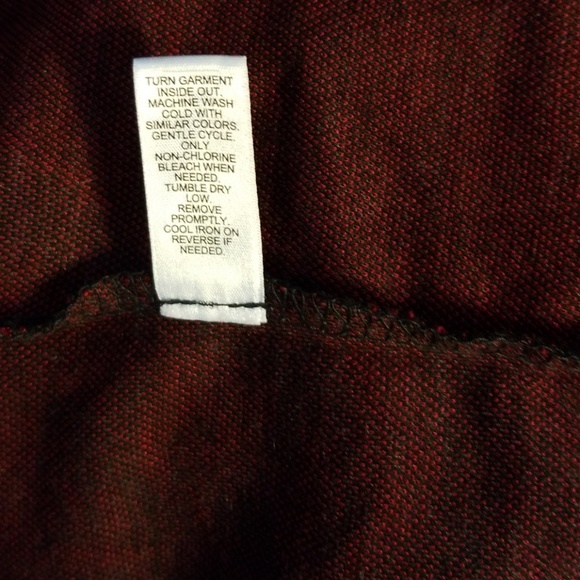 TURN GARMENT
INSIDE OUT.
MACHINE WASH
COLD WITH
SIMILAR COLORS.
GENTLE CYCLE.
ONLY
NON-CHLORINE
BLEACH WHEN
NEEDED.
TUMBLE DRY
LOW.
REMOVE
PROMPTLY.
COOL IRON ON
REVERSE IF
NEEDED.